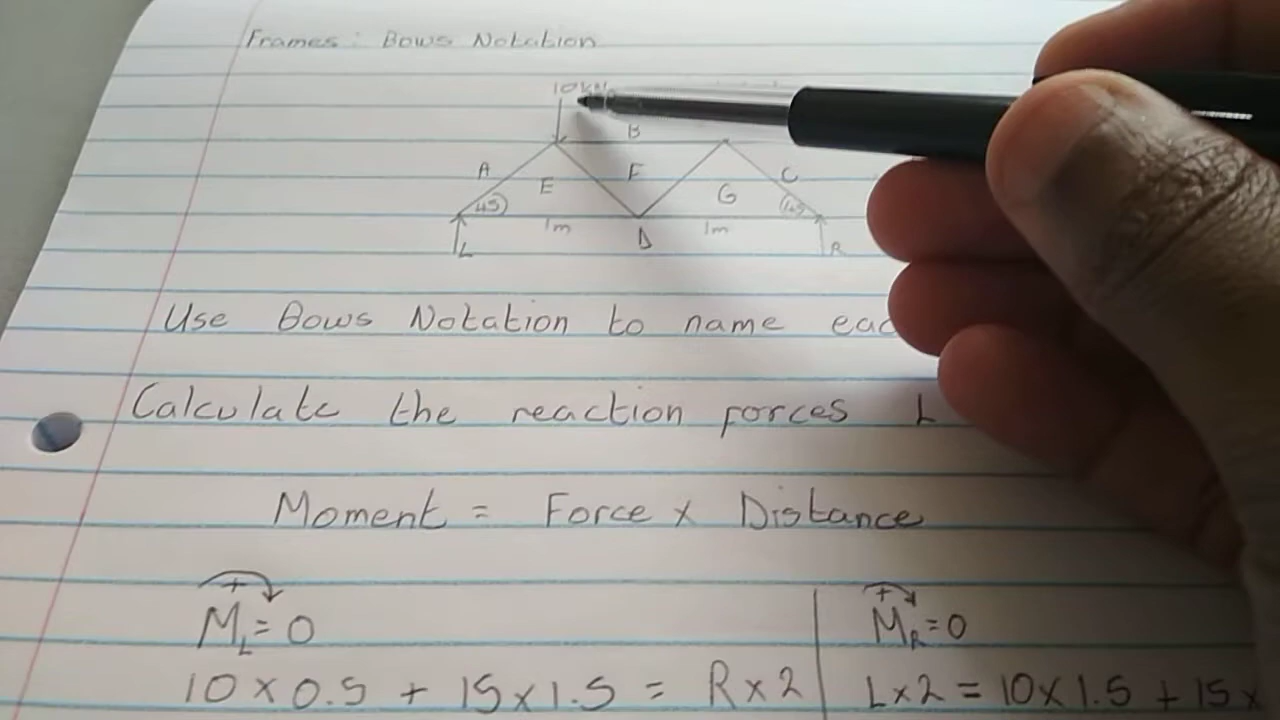 Frames: Bows Notation
10kN
B
A
E
F
G
C
45
45
1m
D
1m
L
R
Use Bows Notation to name
Calculate the reaction forces L
Moment = Force x Distance
+
+
M_L = 0
M_R = 0
10 x 0.5 + 15 x 1.5 = R x 2
L x 2 = 10 x 1.5 + 15 x